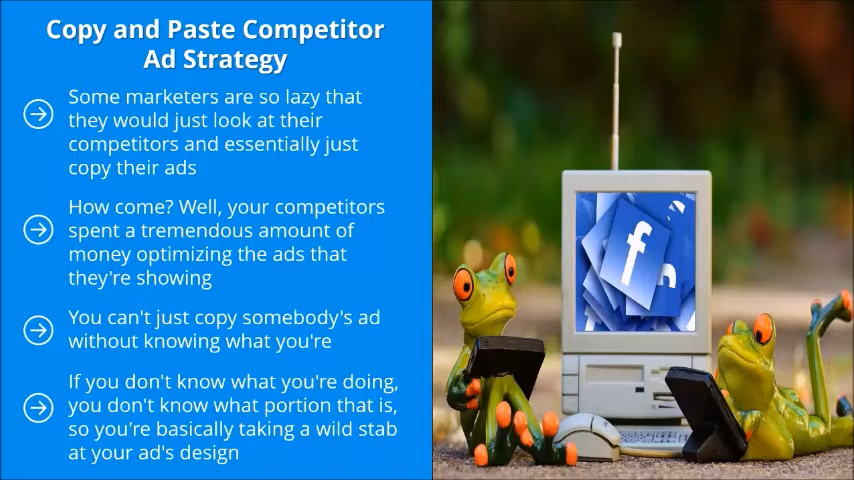 Copy and Paste Competitor
Ad Strategy
Some marketers are so lazy that
they would just look at their
competitors and essentially just
copy their ads
How come? Well, your competitors
spent a tremendous amount of
money optimizing the ads that
they're showing
You can't just copy somebody's ad
without knowing what you're
If you don't know what you're doing,
you don't know what portion that is,
so you're basically taking a wild stab
at your ad's design
f